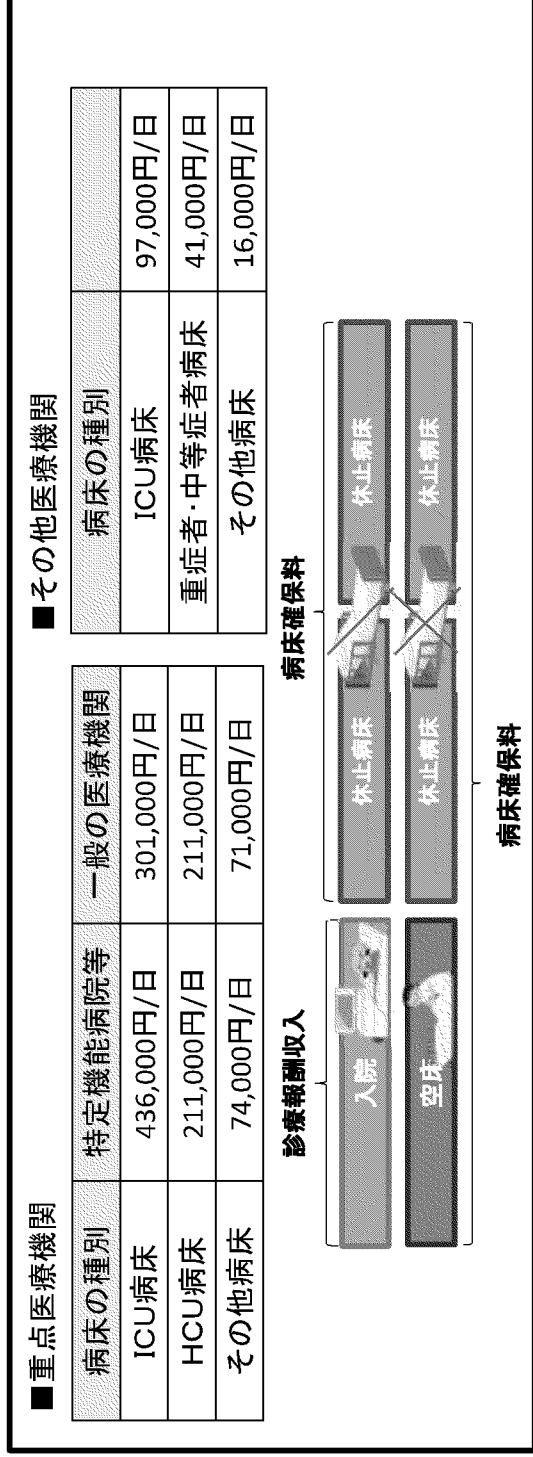 ■重点医療機関
病床の種別 特定機能病院等 一般の医療機関
ICU病床 436,000円/日 301,000円/日
HCU病床 211,000円/日 211,000円/日
その他病床 74,000円/日 71,000円/日
■その他医療機関
病床の種別
ICU病床 97,000円/日
重症者・中等症者病床 41,000円/日
その他病床 16,000円/日
診療報酬収入 病床確保料
入院 休止病床 休止病床
空床 休止病床 休止病床
病床確保料